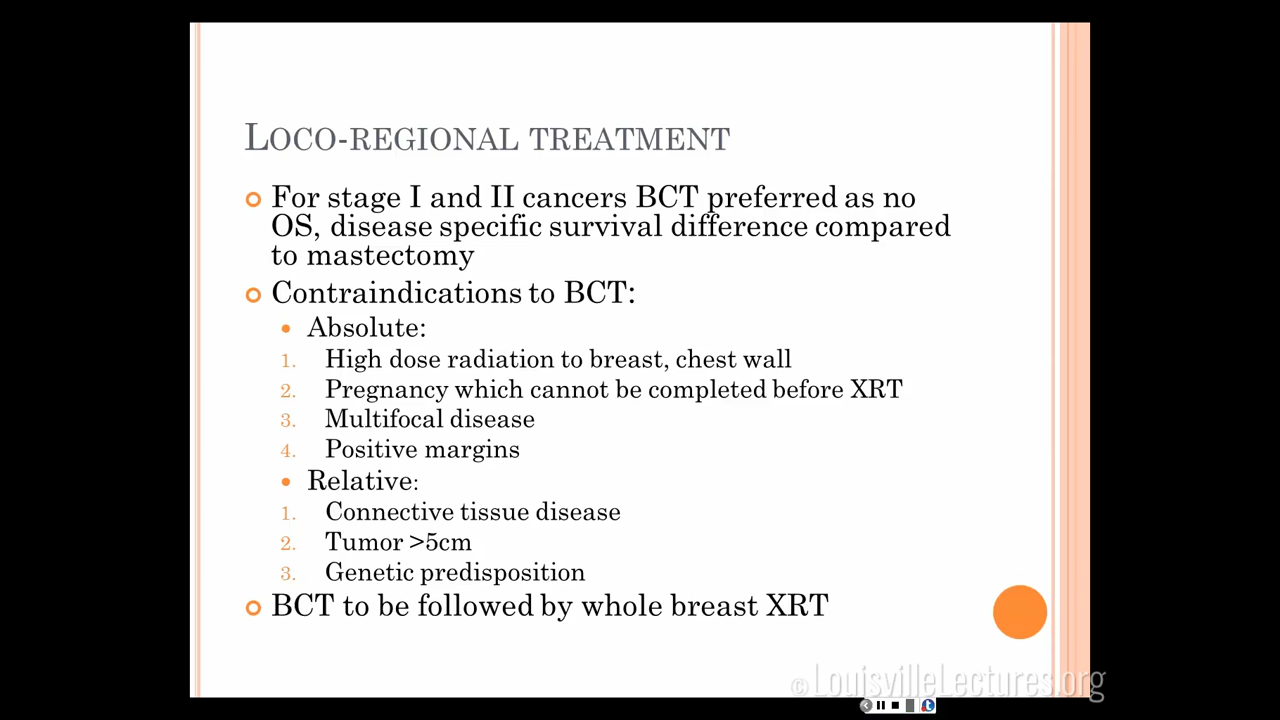 LOCO-REGIONAL TREATMENT
For stage I and II cancers BCT preferred as no
OS, disease specific survival difference compared
to mastectomy
Contraindications to BCT:
Absolute:
1. High dose radiation to breast, chest wall
2. Pregnancy which cannot be completed before XRT
3. Multifocal disease
4. Positive margins
Relative:
1. Connective tissue disease
2. Tumor >5cm
3. Genetic predisposition
BCT to be followed by whole breast XRT
© LouisvilleLectures.org